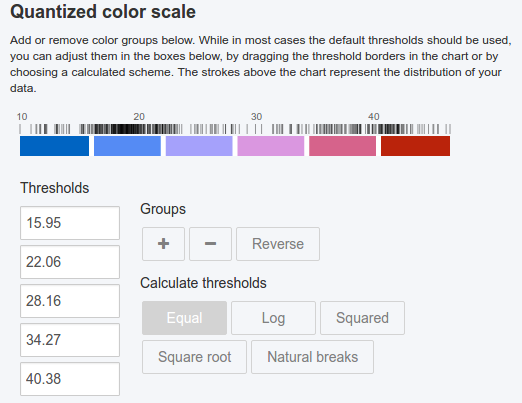 Quantized color scale
Add or remove color groups below. While in most cases the default thresholds should be used,
you can adjust them in the boxes below, by dragging the threshold borders in the chart or by
choosing a calculated scheme. The strokes above the chart represent the distribution of your
data.
10 20 30 40
Thresholds
15.95
22.06
28.16
34.27
40.38
Groups
+ − Reverse
Calculate thresholds
Equal Log Squared
Square root Natural breaks